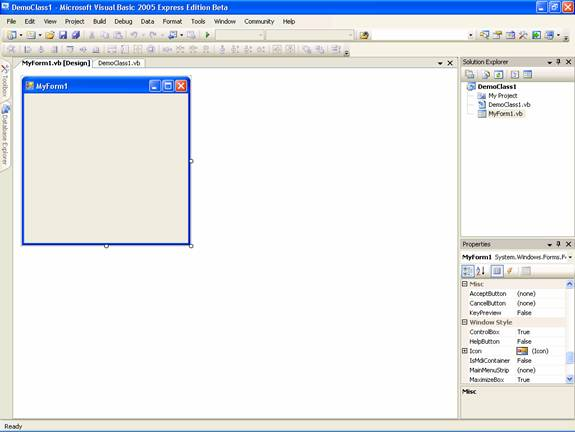 DemoClass1 - Microsoft Visual Basic 2005 Express Edition Beta
File Edit View Project Build Debug Data Format Tools Window Community Help
MyForm1.vb [Design] DemoClass1.vb
Toolbox
Database Explorer
MyForm1
Solution Explorer
DemoClass1
My Project
DemoClass1.vb
MyForm1.vb
Properties
MyForm1 System.Windows.Forms.Fo
Misc
AcceptButton (none)
CancelButton (none)
KeyPreview False
Window Style
ControlBox True
HelpButton False
Icon (Icon)
IsMdiContainer False
MainMenuStrip (none)
MaximizeBox True
Misc
Ready